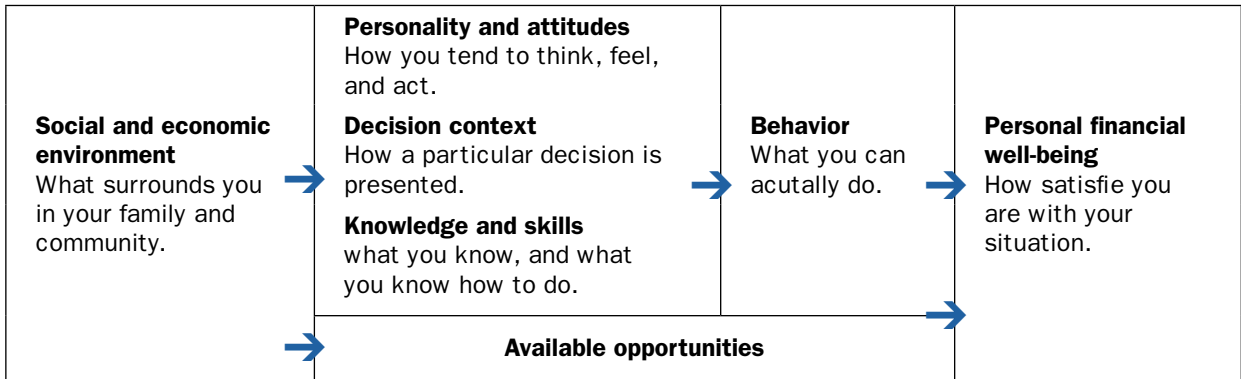 Social and economic
environment
What surrounds you
in your family and
community.
Personality and attitudes
How you tend to think, feel,
and act.
Decision context
How a particular decision is
presented.
Knowledge and skills
what you know, and what
you know how to do.
Behavior
What you can
acutally do.
Personal financial
well-being
How satisfie you
are with your
situation.
Available opportunities